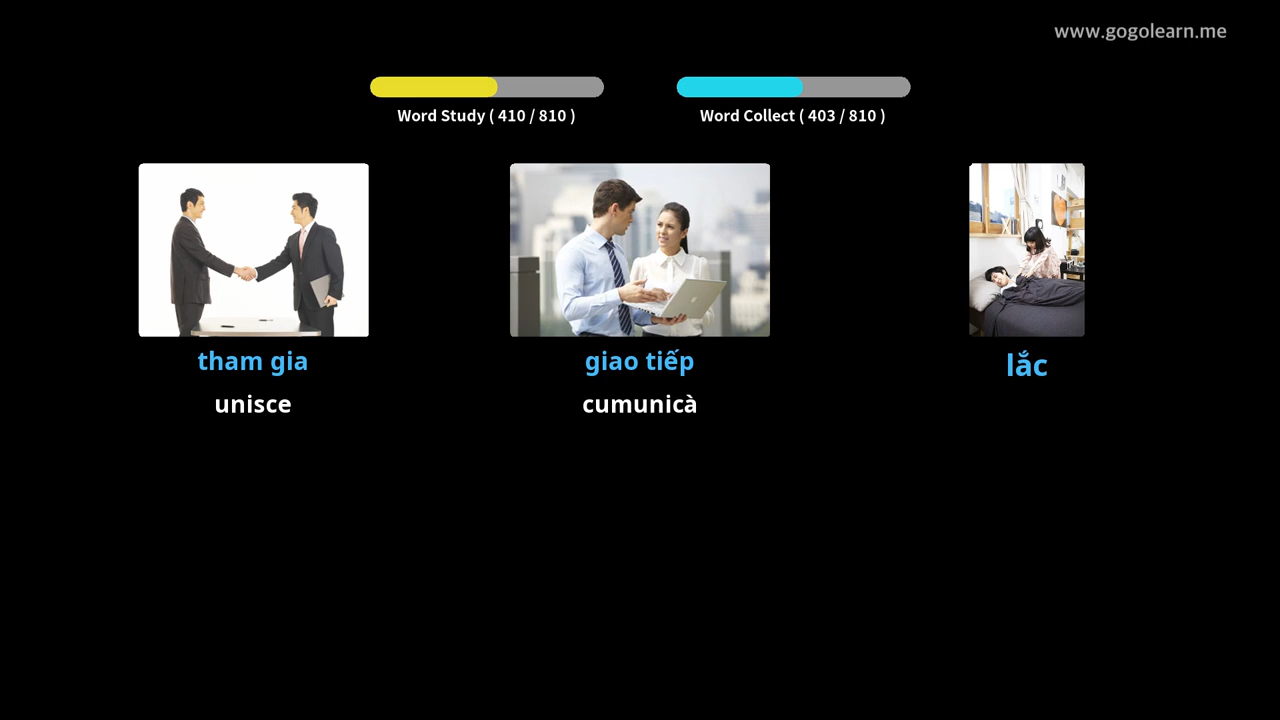 www.gogolearn.me
Word Study ( 410 / 810 )
Word Collect ( 403 / 810 )
tham gia
unisce
giao tiếp
cumunicà
lắc